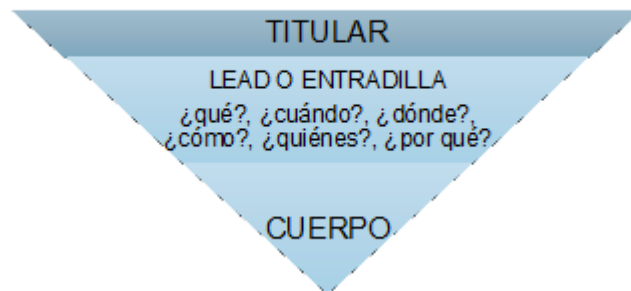 TITULAR
LEAD O ENTRADILLA
¿qué?, ¿cuándo?, ¿dónde?,
¿cómo?, ¿quiénes?, ¿por qué?
CUERPO